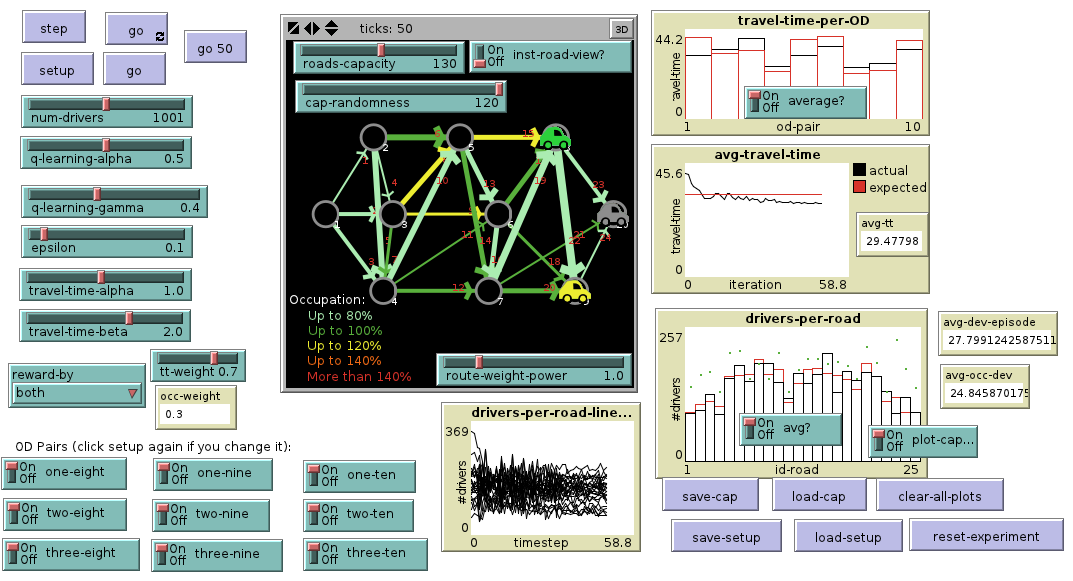 step
go
go 50
setup
go
num-drivers 1001
q-learning-alpha 0.5
q-learning-gamma 0.4
epsilon 0.1
travel-time-alpha 1.0
travel-time-beta 2.0
reward-by
both
tt-weight 0.7
occ-weight
0.3
OD Pairs (click setup again if you change it):
On Off one-eight
On Off one-nine
On Off one-ten
On Off two-eight
On Off two-nine
On Off two-ten
On Off three-eight
On Off three-nine
On Off three-ten
ticks: 50
3D
roads-capacity 130
On Off inst-road-view?
cap-randomness 120
2
5
1
3
6
4
7
Occupation:
Up to 80%
Up to 100%
Up to 120%
Up to 140%
More than 140%
route-weight-power 1.0
drivers-per-road-line...
369
#drivers
0
0 timestep 58.8
travel-time-per-OD
44.2
avel-time
0
On Off average?
1 od-pair 10
avg-travel-time
45.6
travel-time
0
0 iteration 58.8
actual
expected
avg-tt
29.47798
drivers-per-road
257
#drivers
0
On Off avg?
On Off plot-cap...
1 id-road 25
avg-dev-episode
27.7991242587511
avg-occ-dev
24.845870175
save-cap
load-cap
clear-all-plots
save-setup
load-setup
reset-experiment